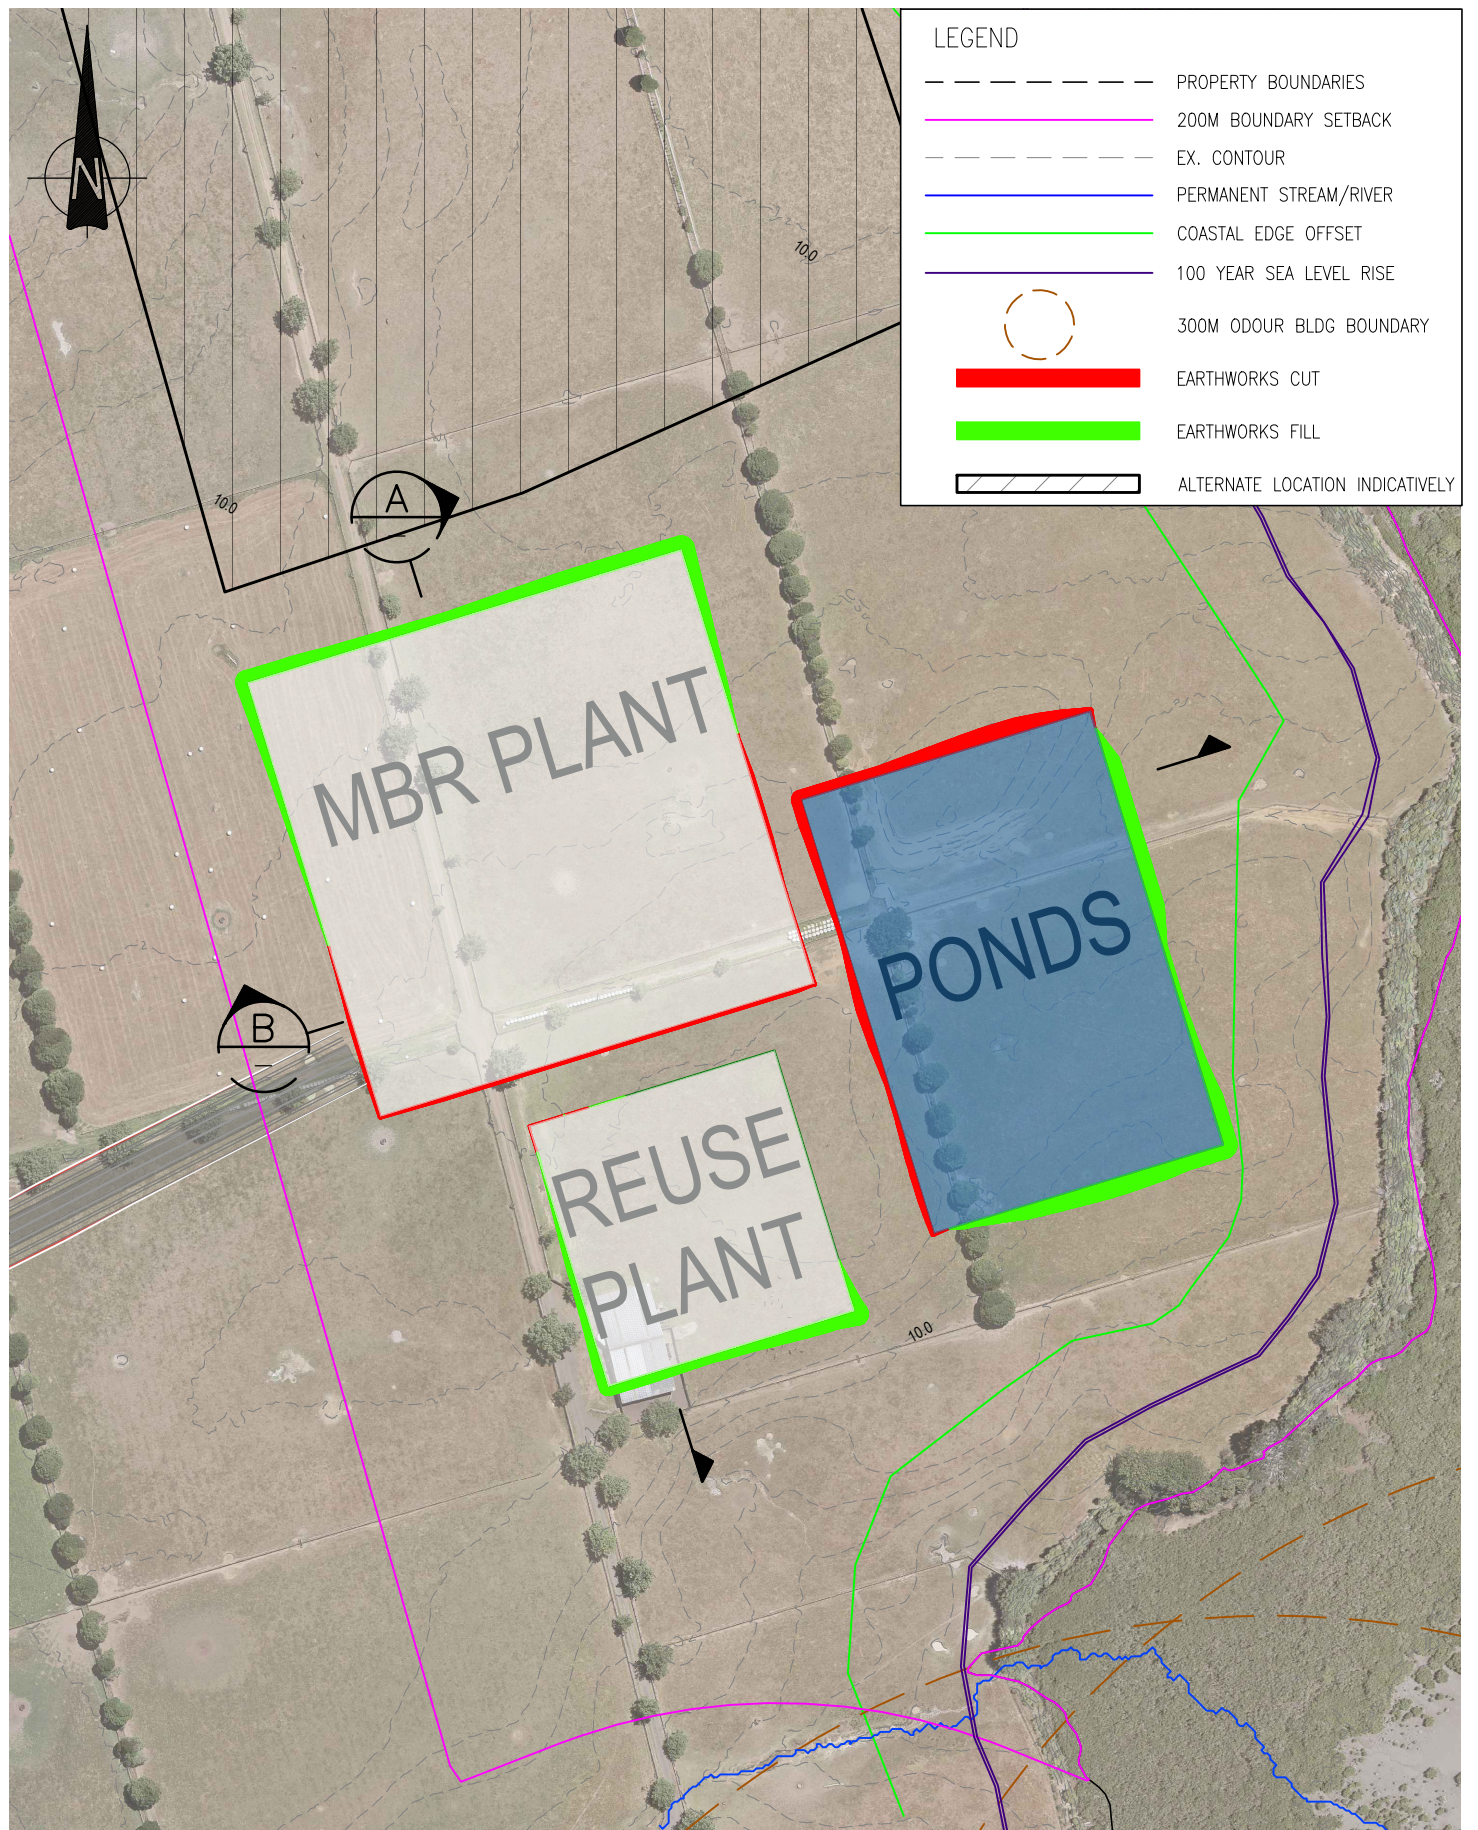 LEGEND
PROPERTY BOUNDARIES
200M BOUNDARY SETBACK
EX. CONTOUR
PERMANENT STREAM/RIVER
COASTAL EDGE OFFSET
100 YEAR SEA LEVEL RISE
300M ODOUR BLDG BOUNDARY
EARTHWORKS CUT
EARTHWORKS FILL
ALTERNATE LOCATION INDICATIVELY
N
10.0
10.0
A
MBR PLANT
PONDS
2
B
REUSE
PLANT
10.0